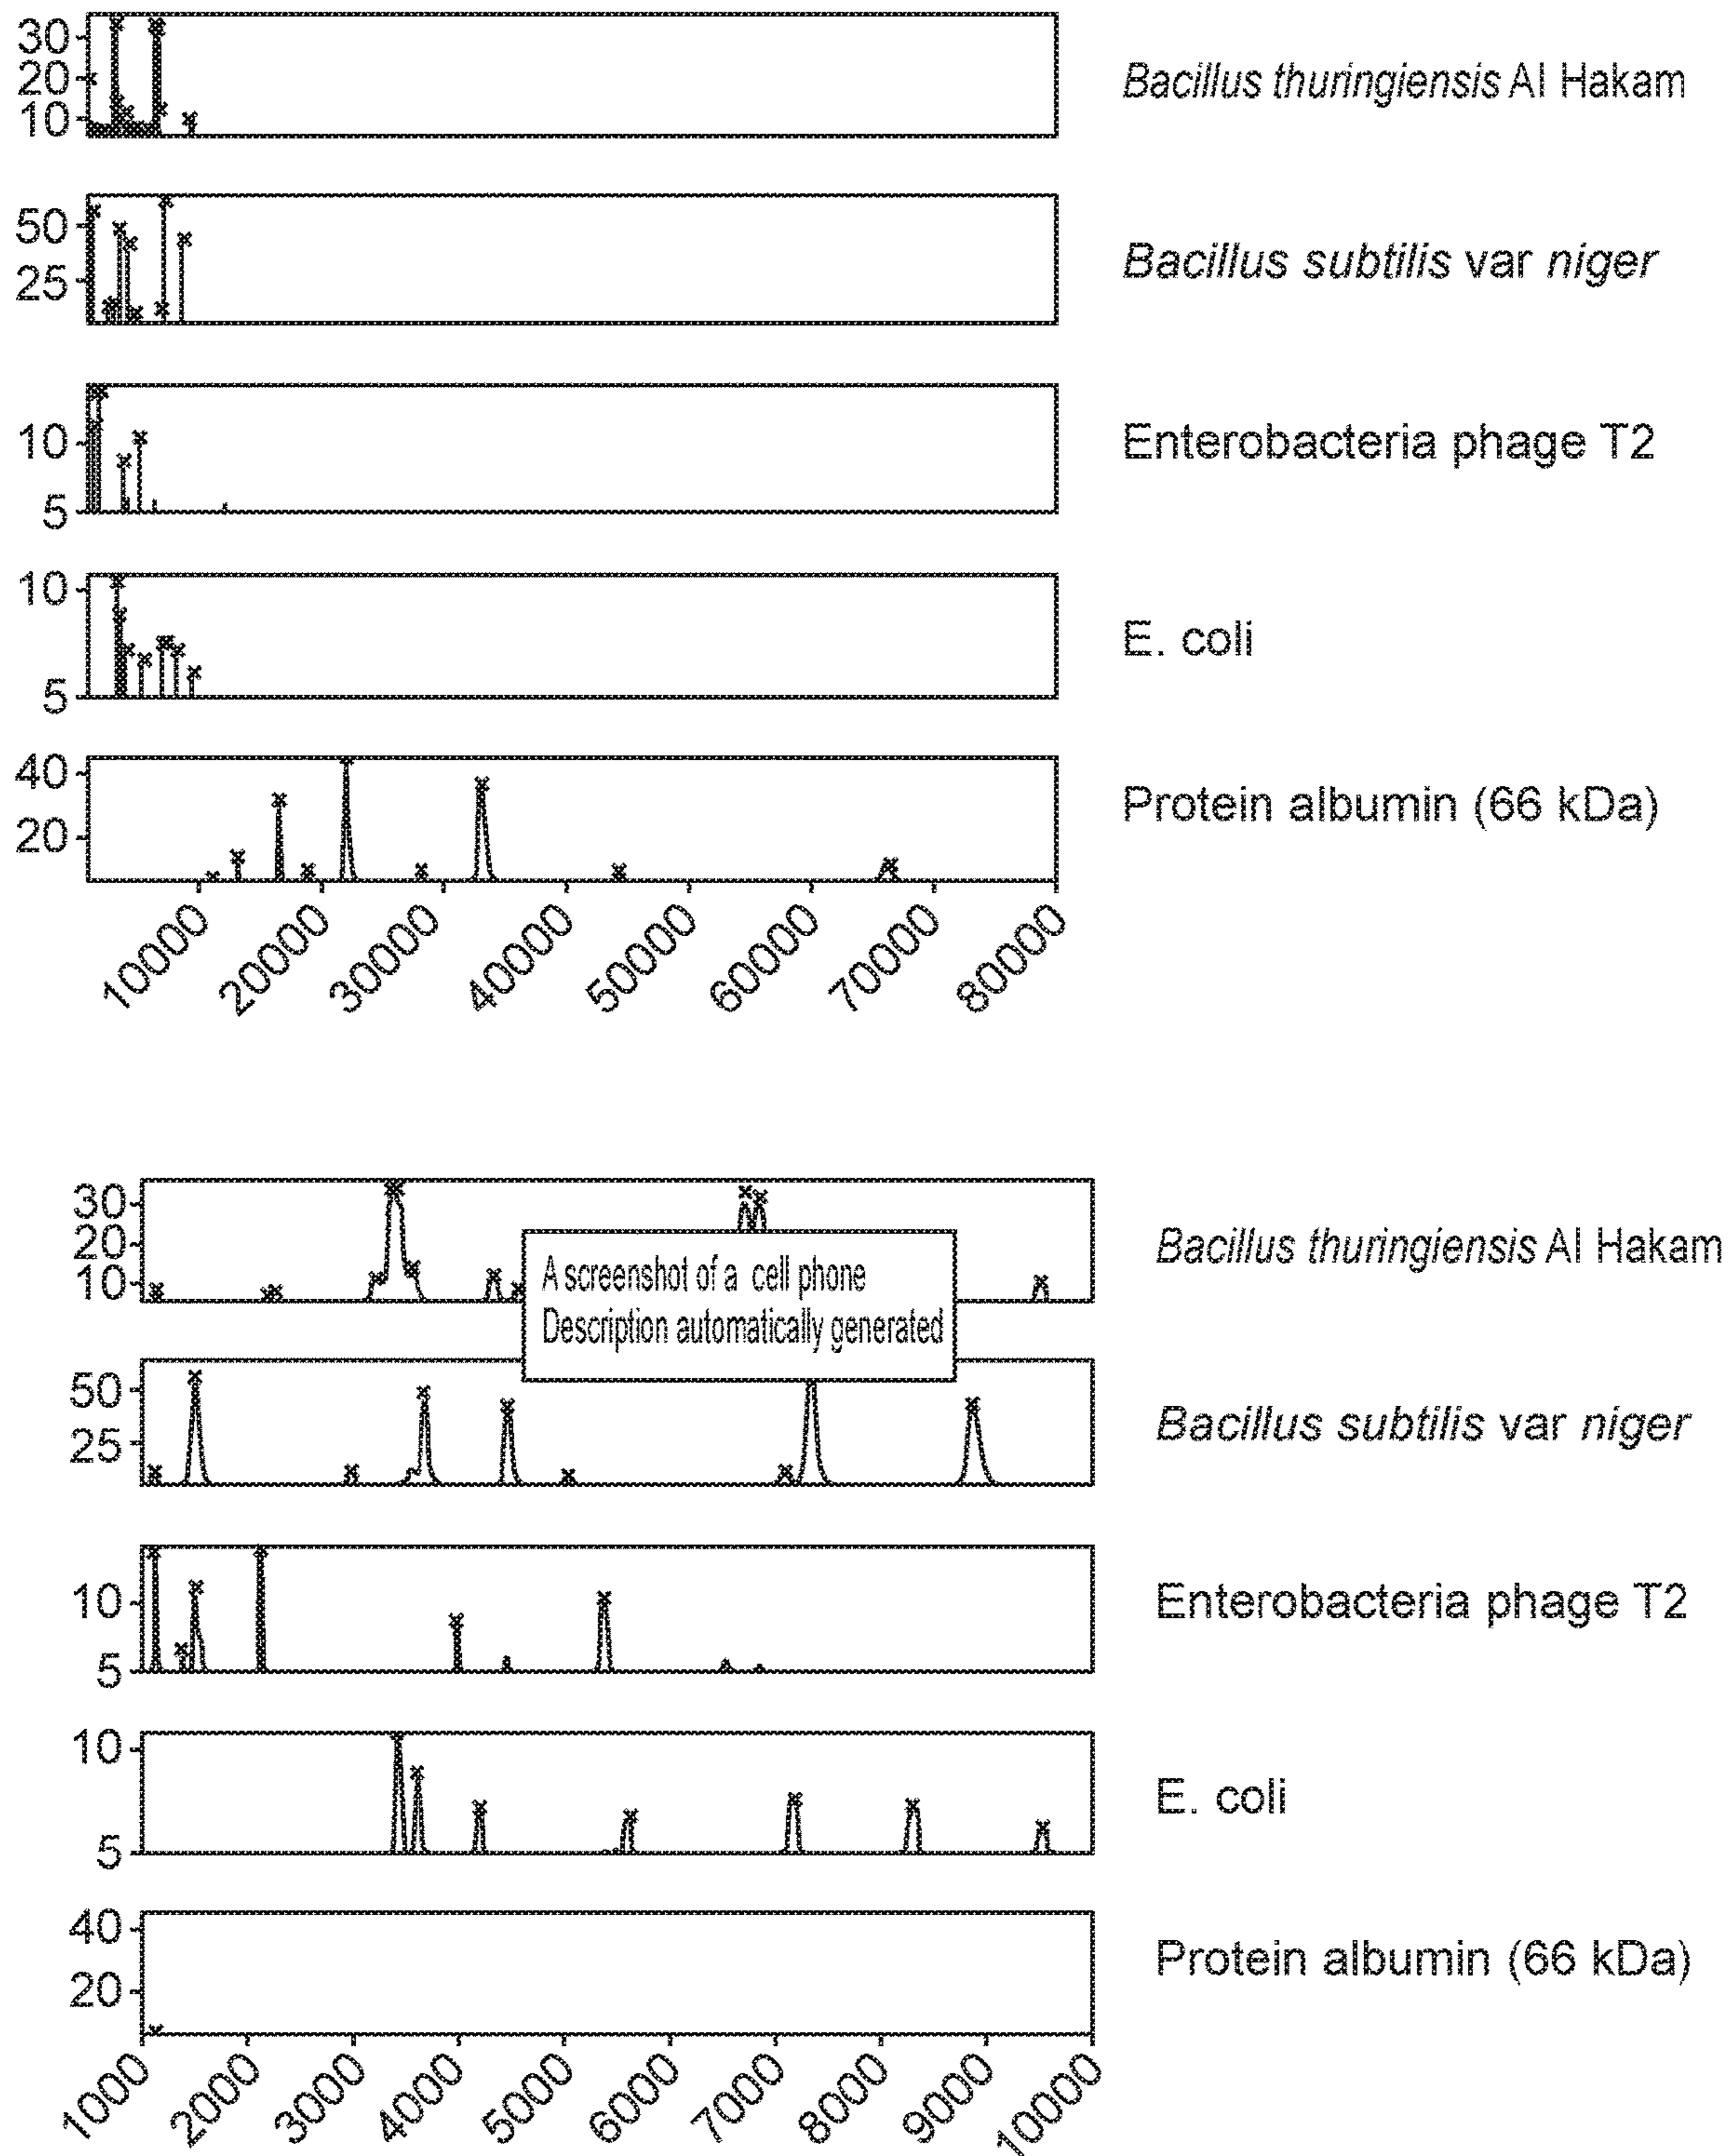 30
20
10
Bacillus thuringiensis Al Hakam
50
25
Bacillus subtilis var niger
10
5
Enterobacteria phage T2
10
5
E. coli
40
20
Protein albumin (66 kDa)
10000 20000 30000 40000 50000 60000 70000 80000
30
20
10
Bacillus thuringiensis Al Hakam
A screenshot of a cell phone
Description automatically generated
50
25
Bacillus subtilis var niger
10
5
Enterobacteria phage T2
10
5
E. coli
40
20
Protein albumin (66 kDa)
1000 2000 3000 4000 5000 6000 7000 8000 9000 10000